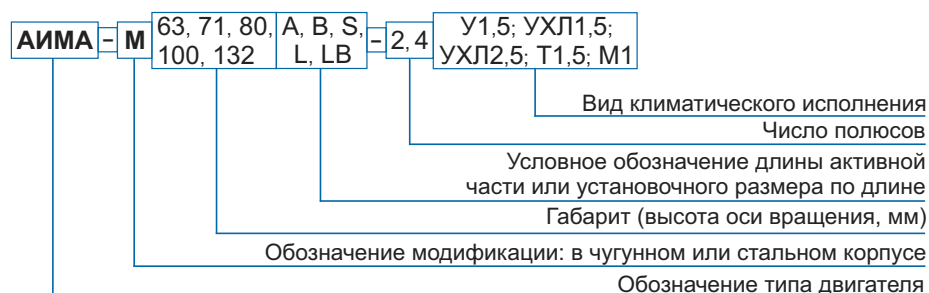 АИМА – М 63, 71, 80, 100, 132 A, B, S, L, LB – 2, 4 У1,5; УХЛ1,5; УХЛ2,5; Т1,5; М1
Вид климатического исполнения
Число полюсов
Условное обозначение длины активной
части или установочного размера по длине
Габарит (высота оси вращения, мм)
Обозначение модификации: в чугунном или стальном корпусе
Обозначение типа двигателя